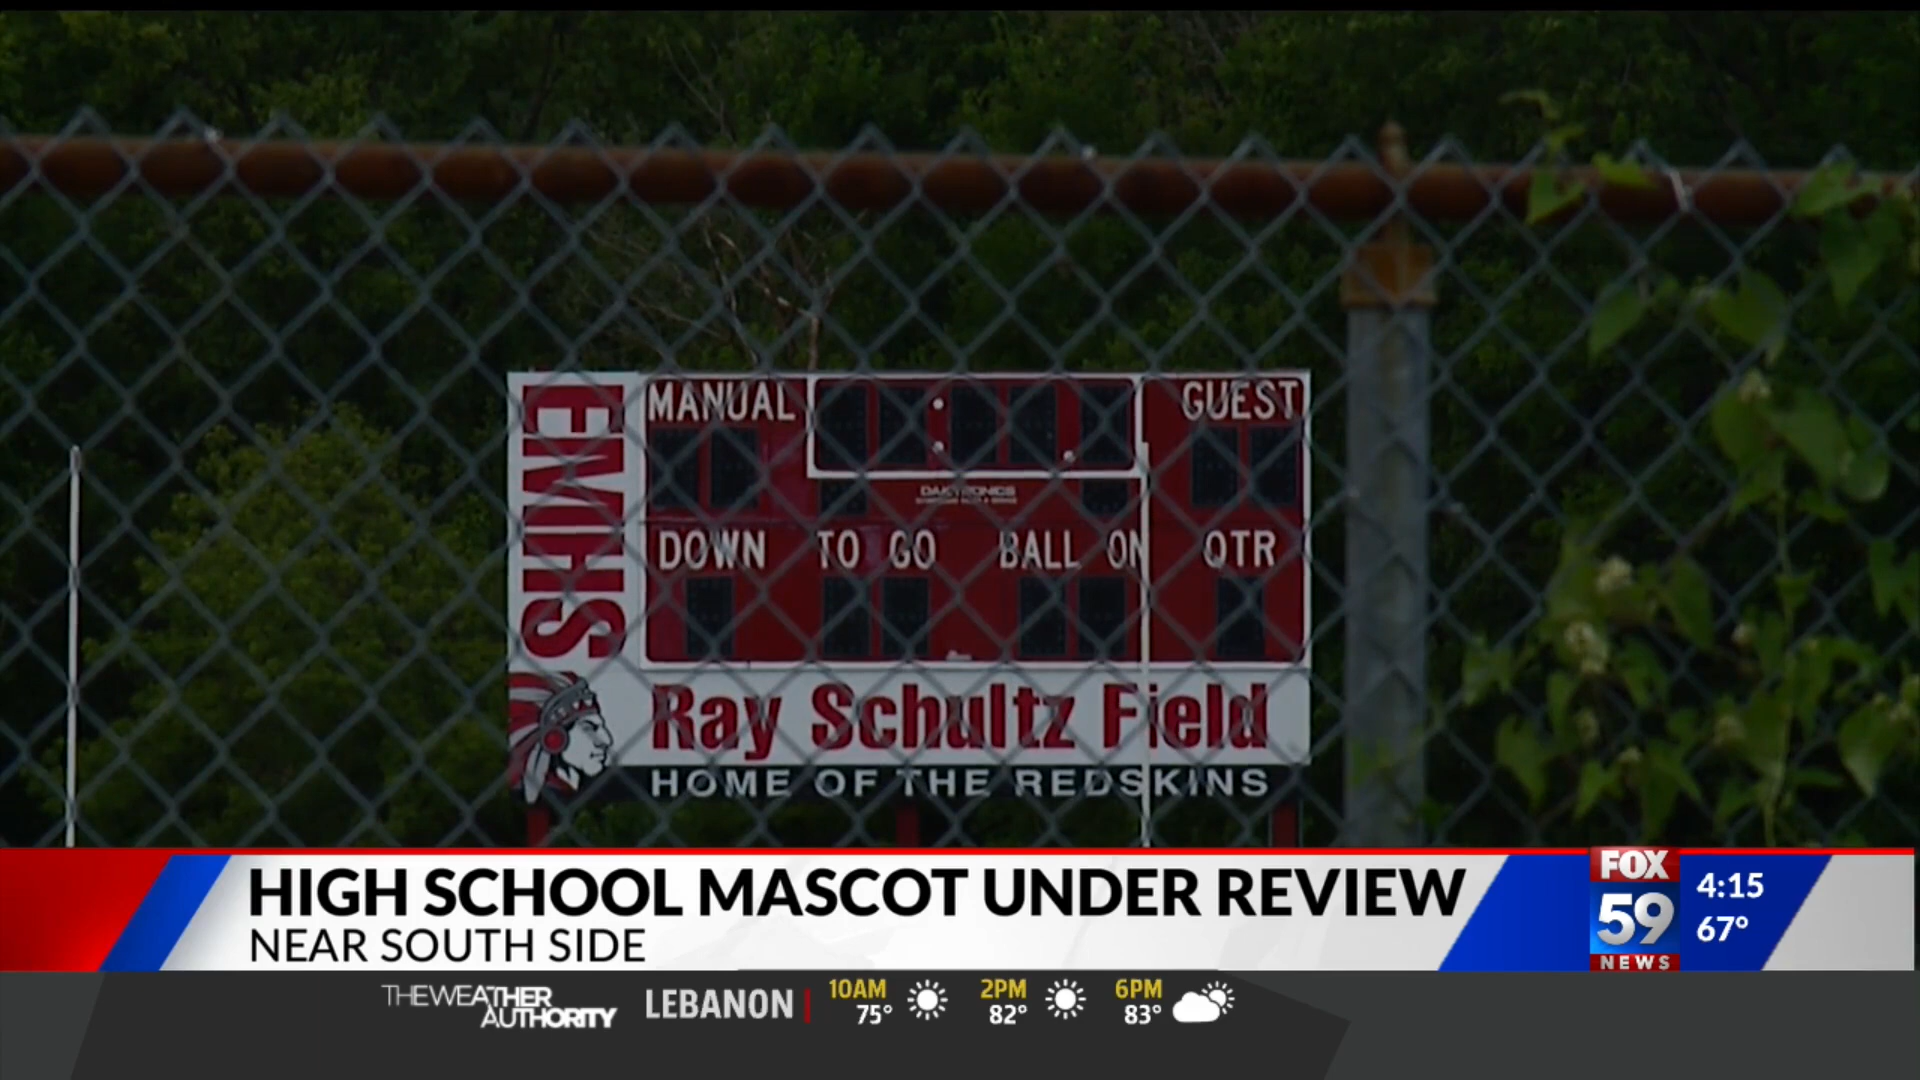 EMHS
MANUAL
GUEST
DAKTRONICS
DOWN TO GO BALL ON QTR
Ray Schultz Field
HOME OF THE REDSKINS
HIGH SCHOOL MASCOT UNDER REVIEW
NEAR SOUTH SIDE
FOX
59
NEWS
4:15
67°
THEWEATHER
AUTHORITY
LEBANON
10AM
75°
2PM
82°
6PM
83°